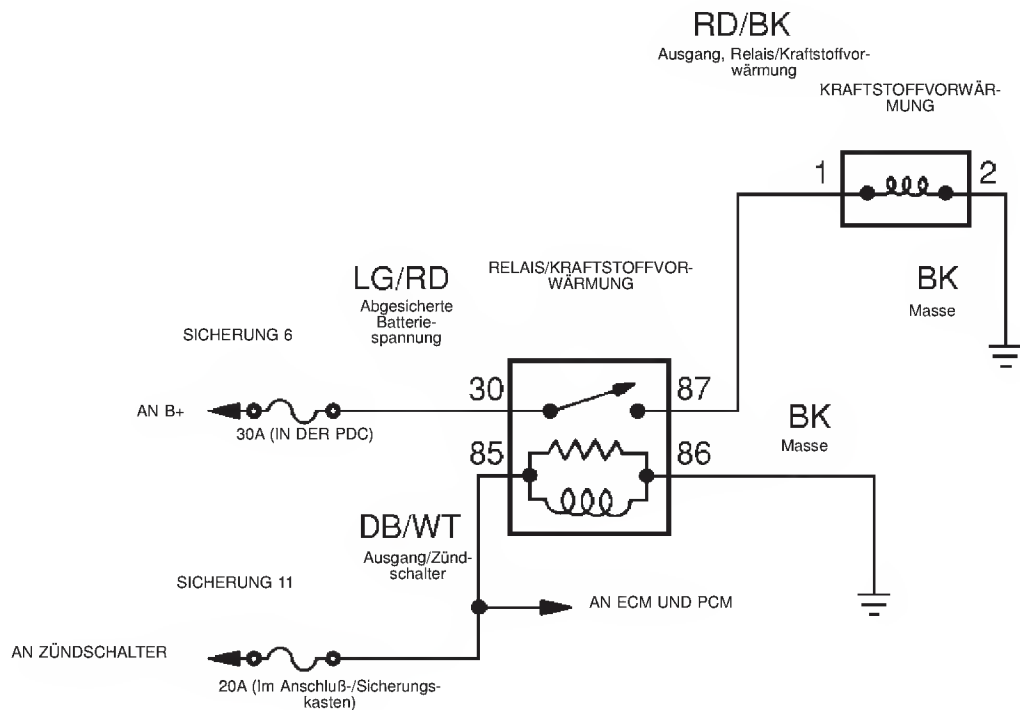 RD/BK
Ausgang, Relais/Kraftstoffvor-
wärmung
KRAFTSTOFFVORWÄR-
MUNG
1
2
LG/RD
Abgesicherte
Batterie-
spannung
RELAIS/KRAFTSTOFFVOR-
WÄRMUNG
BK
Masse
SICHERUNG 6
30
87
AN B+
30A (IN DER PDC)
BK
Masse
85
86
DB/WT
Ausgang/Zünd-
schalter
SICHERUNG 11
AN ECM UND PCM
AN ZÜNDSCHALTER
20A (Im Anschluß-/Sicherungs-
kasten)